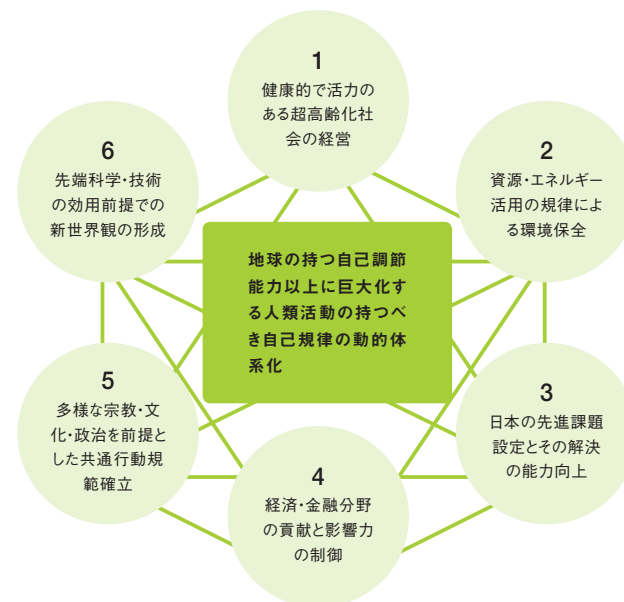 1
健康的で活力の
ある超高齢化社
会の経営
2
資源・エネルギー
活用の規律によ
る環境保全
3
日本の先進課題
設定とその解決
の能力向上
4
経済・金融分野
の貢献と影響力
の制御
5
多様な宗教・文
化・政治を前提と
した共通行動規
範確立
6
先端科学・技術
の効用前提での
新世界観の形成
地球の持つ自己調節
能力以上に巨大化す
る人類活動の持つべ
き自己規律の動的体
系化